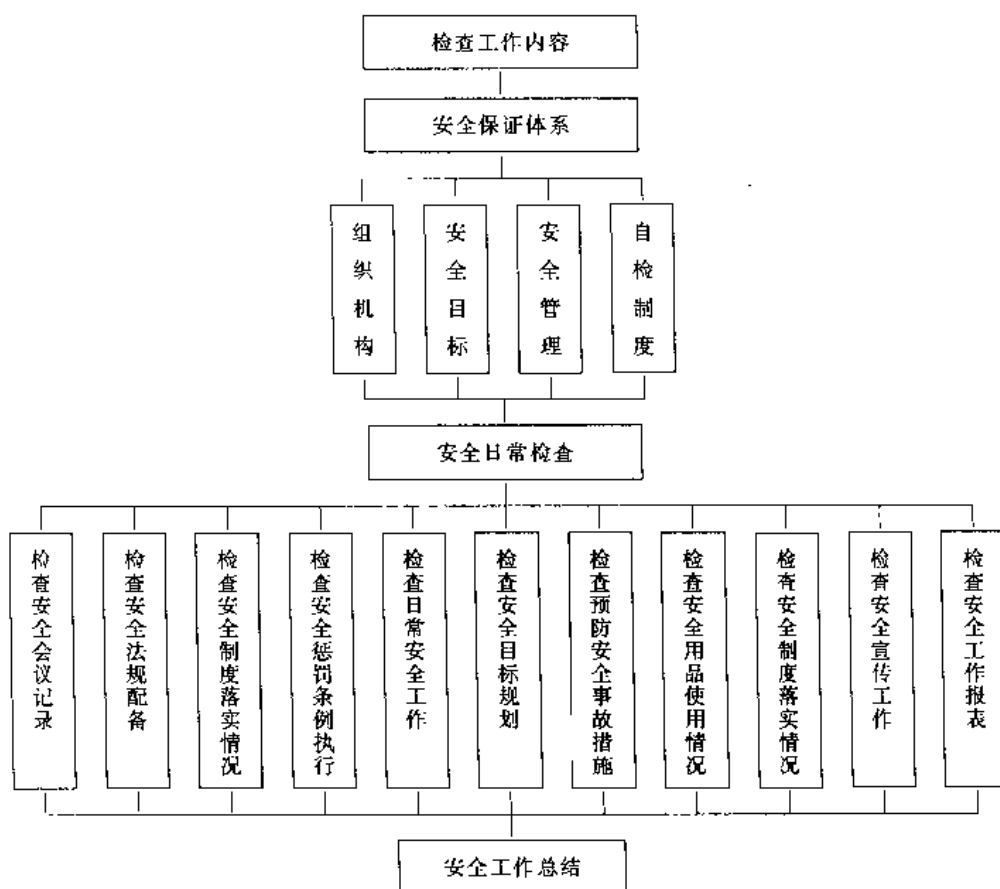 检查工作内容
安全保证体系
组织机构
安全目标
安全管理
自检制度
安全日常检查
检查安全会议记录
检查安全法规配备
检查安全制度落实情况
检查安全惩罚条例执行
检查日常安全工作
检查安全目标规划
检查预防安全事故措施
检查安全用品使用情况
检查安全制度落实情况
检查安全宣传工作
检查安全工作报表
安全工作总结